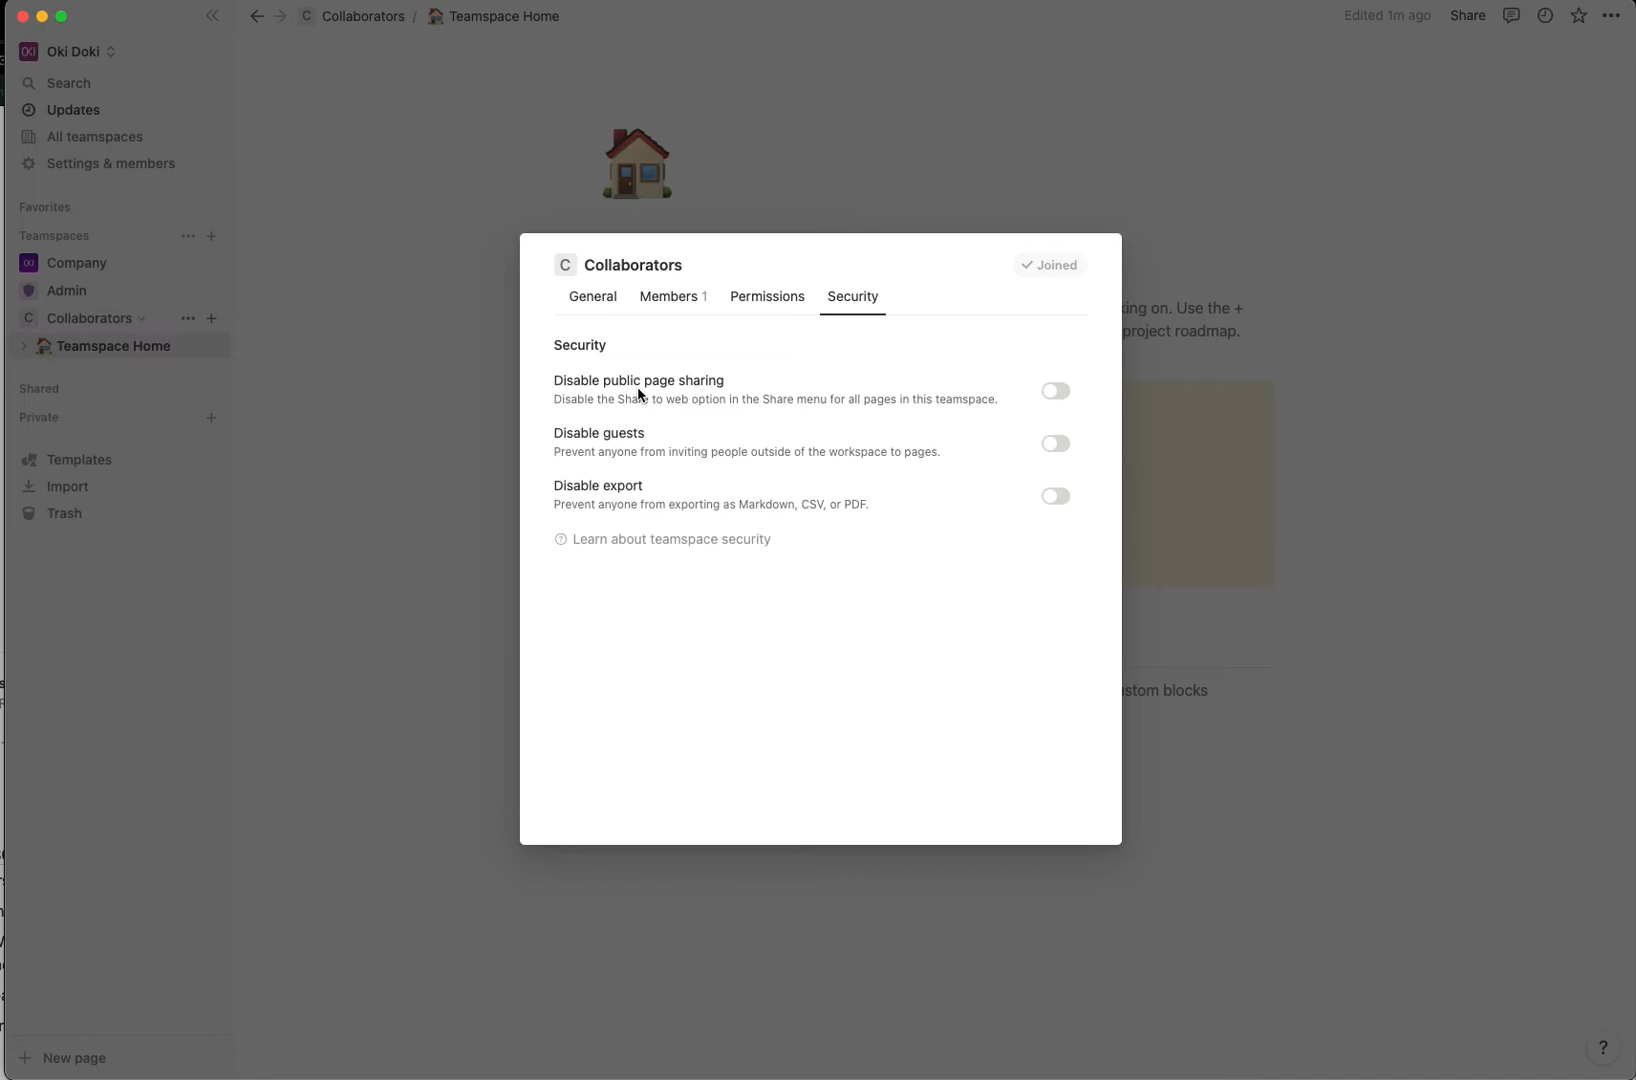 Collaborators / Teamspace Home
Edited 1m ago Share
OKI Oki Doki
Search
Updates
All teamspaces
Settings & members
Favorites
Teamspaces
Company
Admin
C Collaborators
Teamspace Home
Shared
Private
Templates
Import
Trash
New page
C Collaborators
Joined
General Members 1 Permissions Security
Security
Disable public page sharing
Disable the Share to web option in the Share menu for all pages in this teamspace.
Disable guests
Prevent anyone from inviting people outside of the workspace to pages.
Disable export
Prevent anyone from exporting as Markdown, CSV, or PDF.
? Learn about teamspace security
king on. Use the +
project roadmap.
stom blocks
?